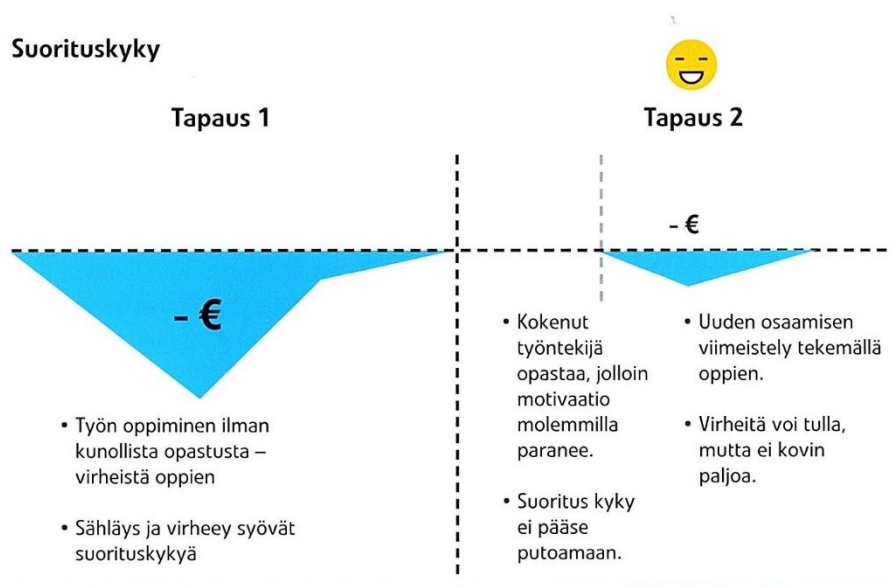 Suorituskyky
Tapaus 1
- €
• Työn oppiminen ilman
kunollista opastusta –
virheistä oppien
• Sähläys ja virheey syövät
suorituskykyä
Tapaus 2
- €
• Kokenut
työntekijä
opastaa, jolloin
motivaatio
molemmilla
paranee.
• Suoritus kyky
ei pääse
putoamaan.
• Uuden osaamisen
viimeistely tekemällä
oppien.
• Virheitä voi tulla,
mutta ei kovin
paljoa.